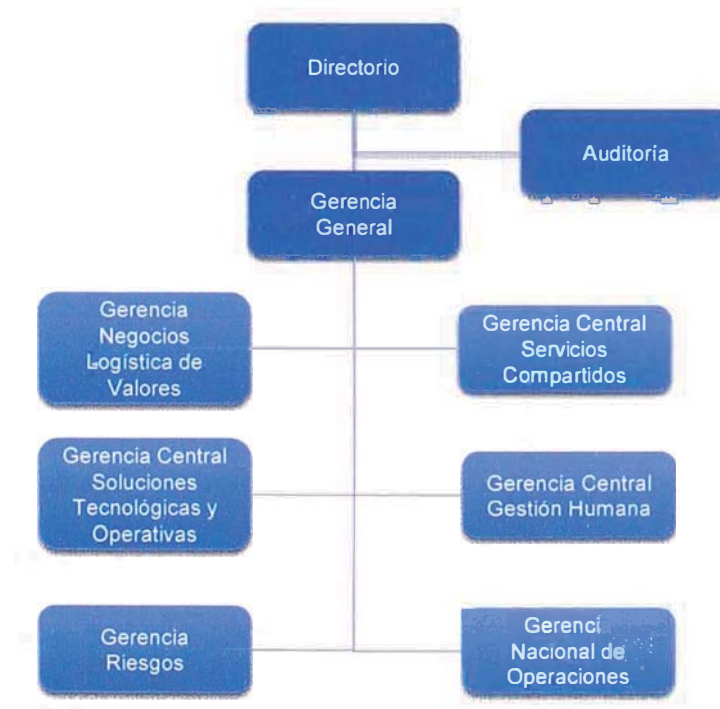 Directorio
Auditoría
Gerencia
General
Gerencia
Negocios
Logística de
Valores
Gerencia Central
Servicios
Compartidos
Gerencia Central
Soluciones
Tecnológicas y
Operativas
Gerencia Central
Gestión Humana
Gerencia
Riesgos
Gerenci
Nacional de
Operaciones